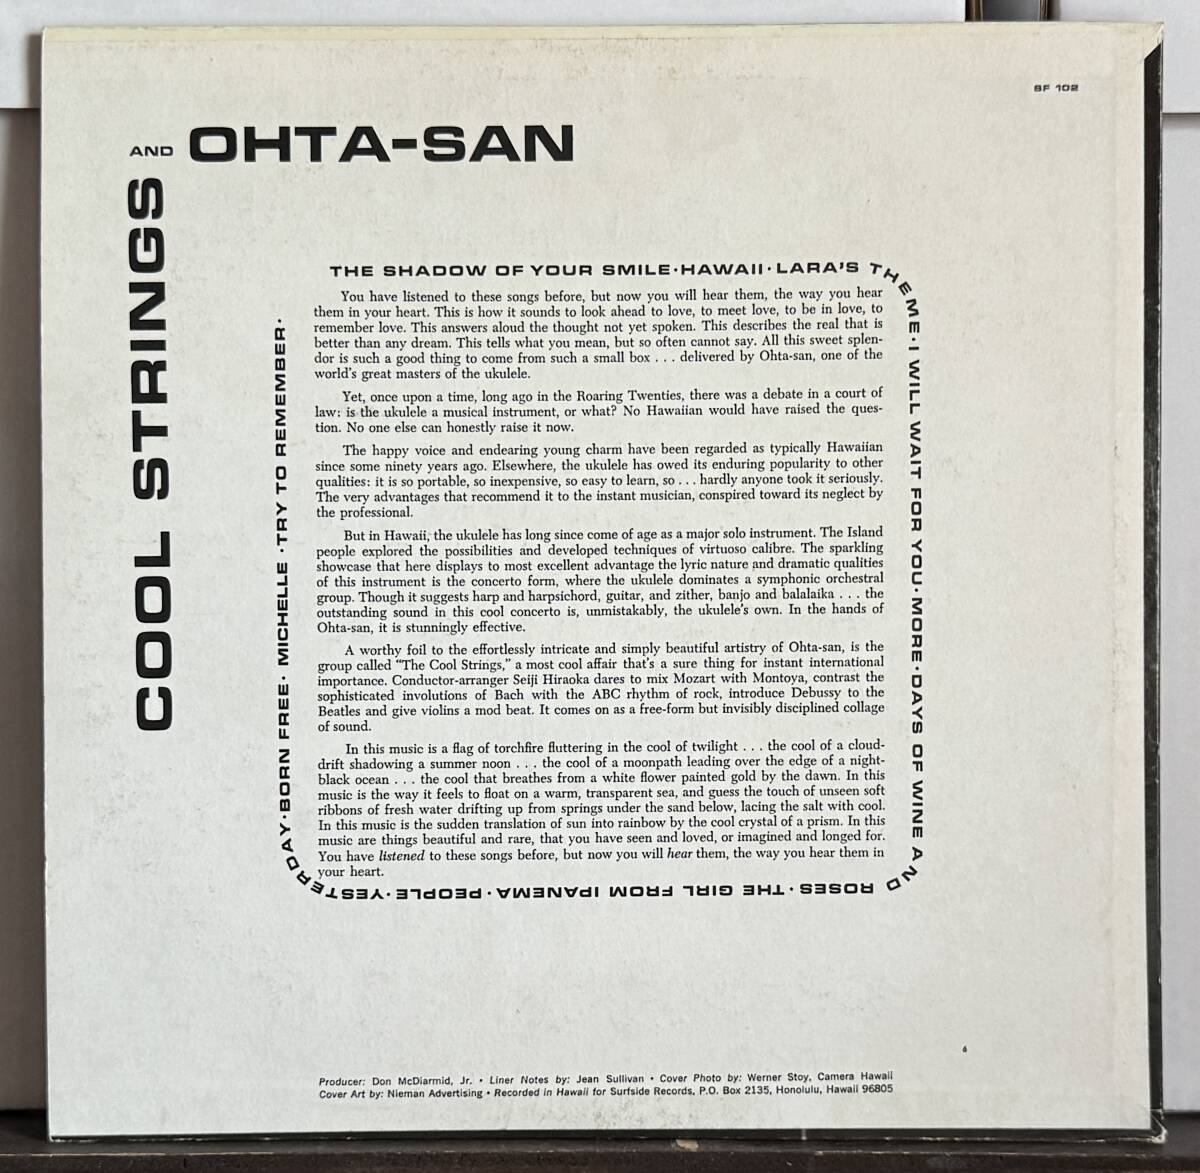 SF 102
COOL STRINGS
AND OHTA-SAN
THE SHADOW OF YOUR SMILE·HAWAII·LARA'S THEME·I WILL WAIT FOR YOU·MORE·DAYS OF WINE AND ROSES·THE GIRL FROM IPANEMA·PEOPLE·YESTERDAY·BORN FREE·MICHELLE·TRY TO REMEMBER·
You have listened to these songs before, but now you will hear them, the way you hear
them in your heart. This is how it sounds to look ahead to love, to meet love, to be in love, to
remember love. This answers aloud the thought not yet spoken. This describes the real that is
better than any dream. This tells what you mean, but so often cannot say. All this sweet splen-
dor is such a good thing to come from such a small box . . . delivered by Ohta-san, one of the
world's great masters of the ukulele.
Yet, once upon a time, long ago in the Roaring Twenties, there was a debate in a court of
law: is the ukulele a musical instrument, or what? No Hawaiian would have raised the ques-
tion. No one else can honestly raise it now.
The happy voice and endearing young charm have been regarded as typically Hawaiian
since some ninety years ago. Elsewhere, the ukulele has owed its enduring popularity to other
qualities: it is so portable, so inexpensive, so easy to learn, so . . . hardly anyone took it seriously.
The very advantages that recommend it to the instant musician, conspired toward its neglect by
the professional.
But in Hawaii, the ukulele has long since come of age as a major solo instrument. The Island
people explored the possibilities and developed techniques of virtuoso calibre. The sparkling
showcase that here displays to most excellent advantage the lyric nature and dramatic qualities
of this instrument is the concerto form, where the ukulele dominates a symphonic orchestral
group. Though it suggests harp and harpsichord, guitar, and zither, banjo and balalaika . . . the
outstanding sound in this cool concerto is, unmistakably, the ukulele's own. In the hands of
Ohta-san, it is stunningly effective.
A worthy foil to the effortlessly intricate and simply beautiful artistry of Ohta-san, is the
group called "The Cool Strings," a most cool affair that's a sure thing for instant international
importance. Conductor-arranger Seiji Hiraoka dares to mix Mozart with Montoya, contrast the
sophisticated involutions of Bach with the ABC rhythm of rock, introduce Debussy to the
Beatles and give violins a mod beat. It comes on as a free-form but invisibly disciplined collage
of sound.
In this music is a flag of torchfire fluttering in the cool of twilight . . . the cool of a cloud-
drift shadowing a summer noon . . . the cool of a moonpath leading over the edge of a night-
black ocean . . . the cool that breathes from a white flower painted gold by the dawn. In this
music is the way it feels to float on a warm, transparent sea, and guess the touch of unseen soft
ribbons of fresh water drifting up from springs under the sand below, lacing the salt with cool.
In this music is the sudden translation of sun into rainbow by the cool crystal of a prism. In this
music are things beautiful and rare, that you have seen and loved, or imagined and longed for.
You have listened to these songs before, but now you will hear them, the way you hear them in
your heart.
6
Producer: Don McDiarmid, Jr. • Liner Notes by: Jean Sullivan • Cover Photo by: Werner Stoy, Camera Hawaii
Cover Art by: Nieman Advertising • Recorded in Hawaii for Surfside Records, P.O. Box 2135, Honolulu, Hawaii 96805